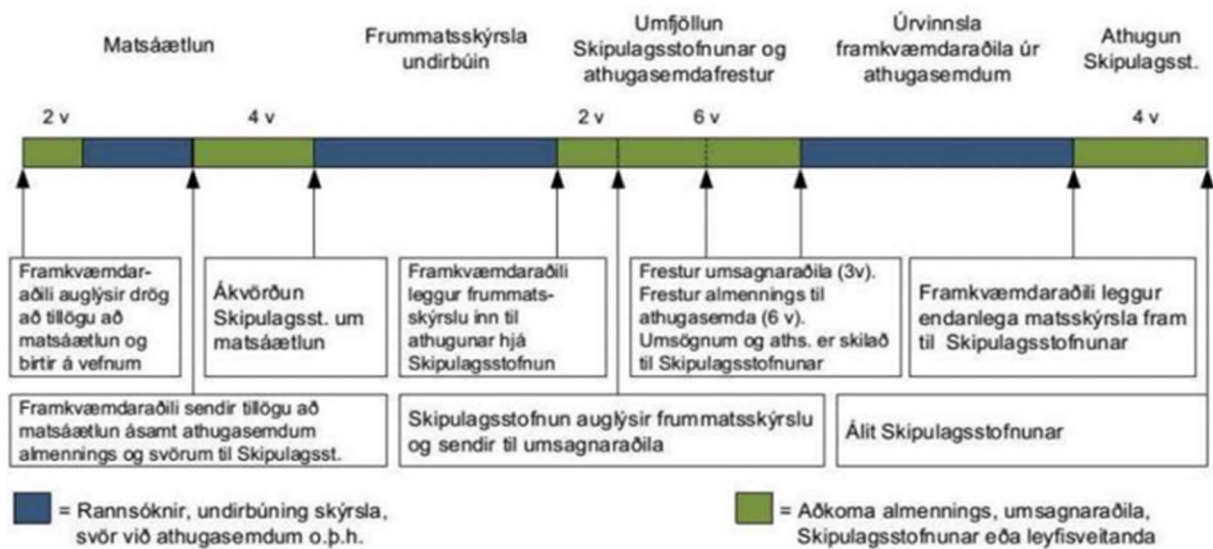 Matsáætlun
Frummatsskýrsla
undirbúin
Umfjöllun
Skipulagsstofnunar og
athugasemdafrestur
Úrvinnsla
framkvæmdaraðila úr
athugasemdum
Athugun
Skipulagsst.
2 v
4 v
2 v
6 v
4 v
Framkvæmdar-
aðili auglýsir drög
að tillögu að
matsáætlun og
birtir á vefnum
Ákvörðun
Skipulagsst. um
matsáætlun
Framkvæmdaraðili
leggur frummats-
skýrslu inn til
athugunar hjá
Skipulagsstofnun
Frestur umsagnaraðila (3v).
Frestur almennings til
athugasemda (6 v).
Umsögnum og aths. er skilað
til Skipulagsstofnunar
Framkvæmdaraðili leggur
endanlega matsskýrsla fram
til Skipulagsstofnunar
Framkvæmdaraðili sendir tillögu að
matsáætlun ásamt athugasemdum
almennings og svörum til Skipulagsst.
Skipulagsstofnun auglýsir frummatsskýrslu
og sendir til umsagnaraðila
Álit Skipulagsstofnunar
= Rannsóknir, undirbúning skýrsla,
svör við athugasemdum o.þ.h.
= Aðkoma almennings, umsagnaraðila,
Skipulagsstofnunar eða leyfisveitanda